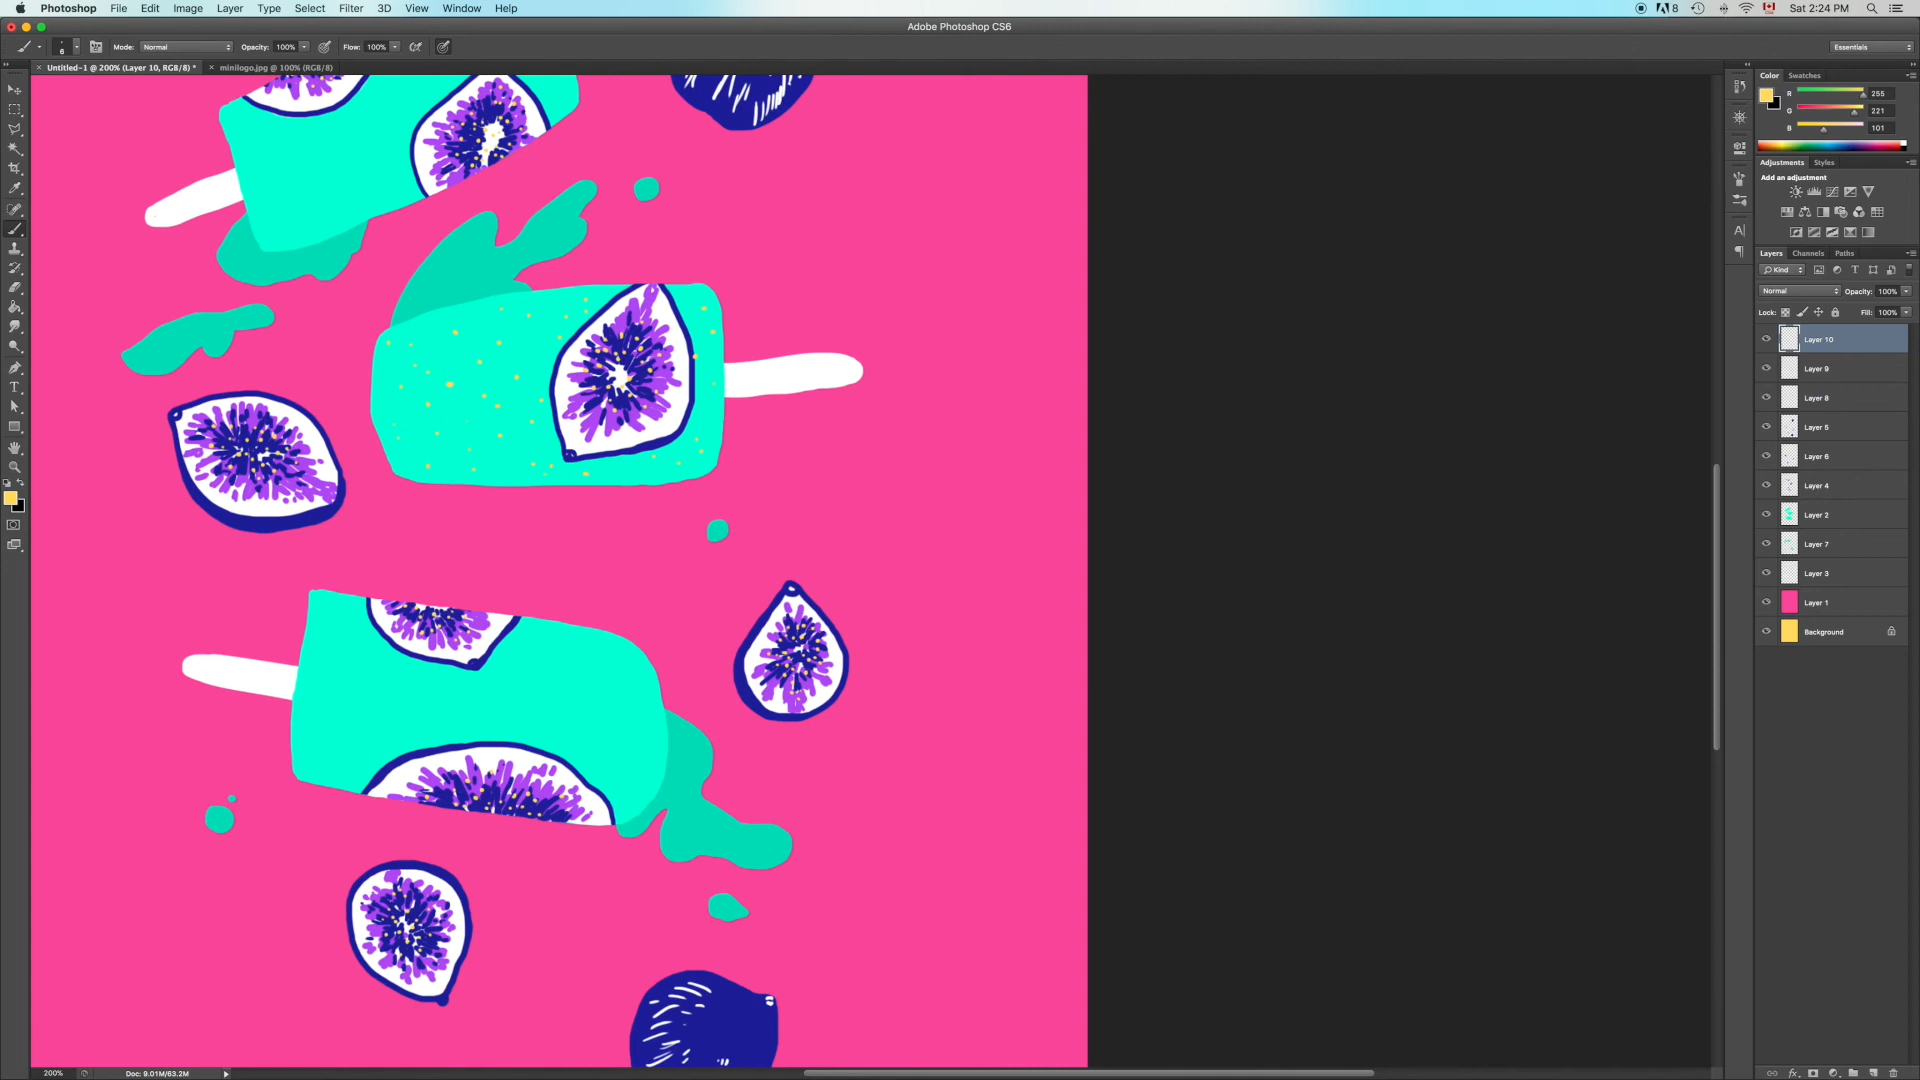 Photoshop File Edit Image Layer Type Select Filter 3D View Window Help 8 Sat 2:24 PM
Adobe Photoshop CS6
6 Mode: Normal Opacity: 100% Flow: 100% Essentials
× Untitled-1 @ 200% (Layer 10, RGB/8) * × minilogo.jpg @ 100% (RGB/8)
Color Swatches
R 255
G 221
B 101
Adjustments Styles
Add an adjustment
Layers Channels Paths
Kind
Normal Opacity: 100%
Lock: Fill: 100%
Layer 10
Layer 9
Layer 8
Layer 5
Layer 6
Layer 4
Layer 2
Layer 7
Layer 3
Layer 1
Background
200% Doc: 9.01M/63.2M